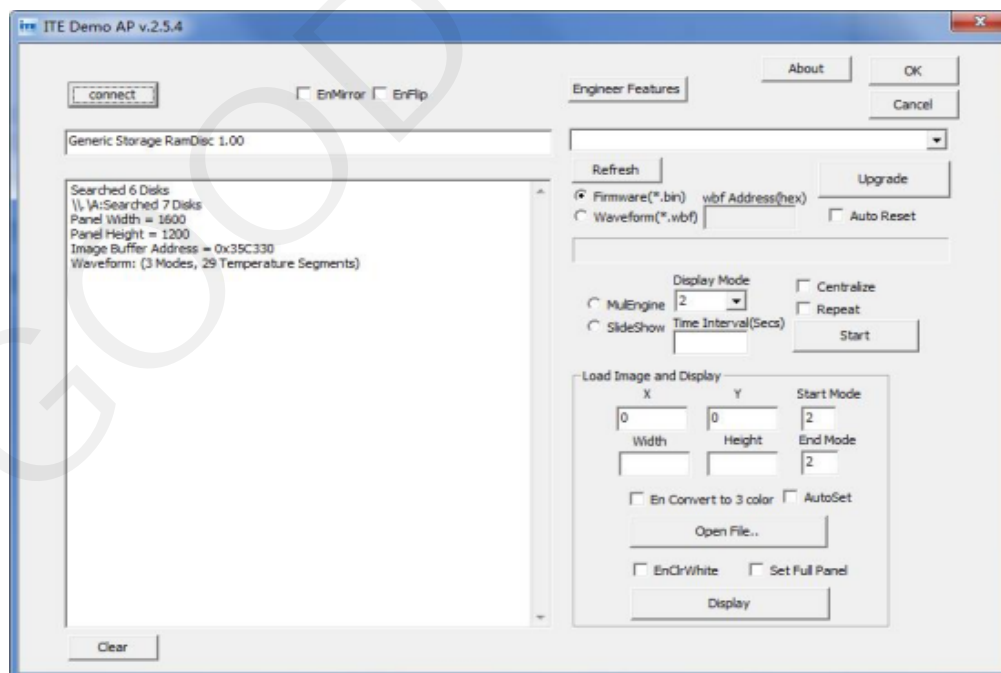 ITE Demo AP v.2.5.4
About
OK
connect
EnMirror
EnFlip
Engineer Features
Cancel
Generic Storage RamDisc 1.00
Refresh
Upgrade
Searched 6 Disks
\\. \A:Searched 7 Disks
Panel Width = 1600
Panel Height = 1200
Image Buffer Address = 0x35C330
Waveform: (3 Modes, 29 Temperature Segments)
Firmware(*.bin)
wbf Address(hex)
Waveform(*.wbf)
Auto Reset
Display Mode
Centralize
MulEngine
2
Repeat
SlideShow
Time Interval(Secs)
Start
Load Image and Display
X
Y
Start Mode
0
0
2
Width
Height
End Mode
2
En Convert to 3 color
AutoSet
Open File..
EnClrWhite
Set Full Panel
Display
Clear
GOOD